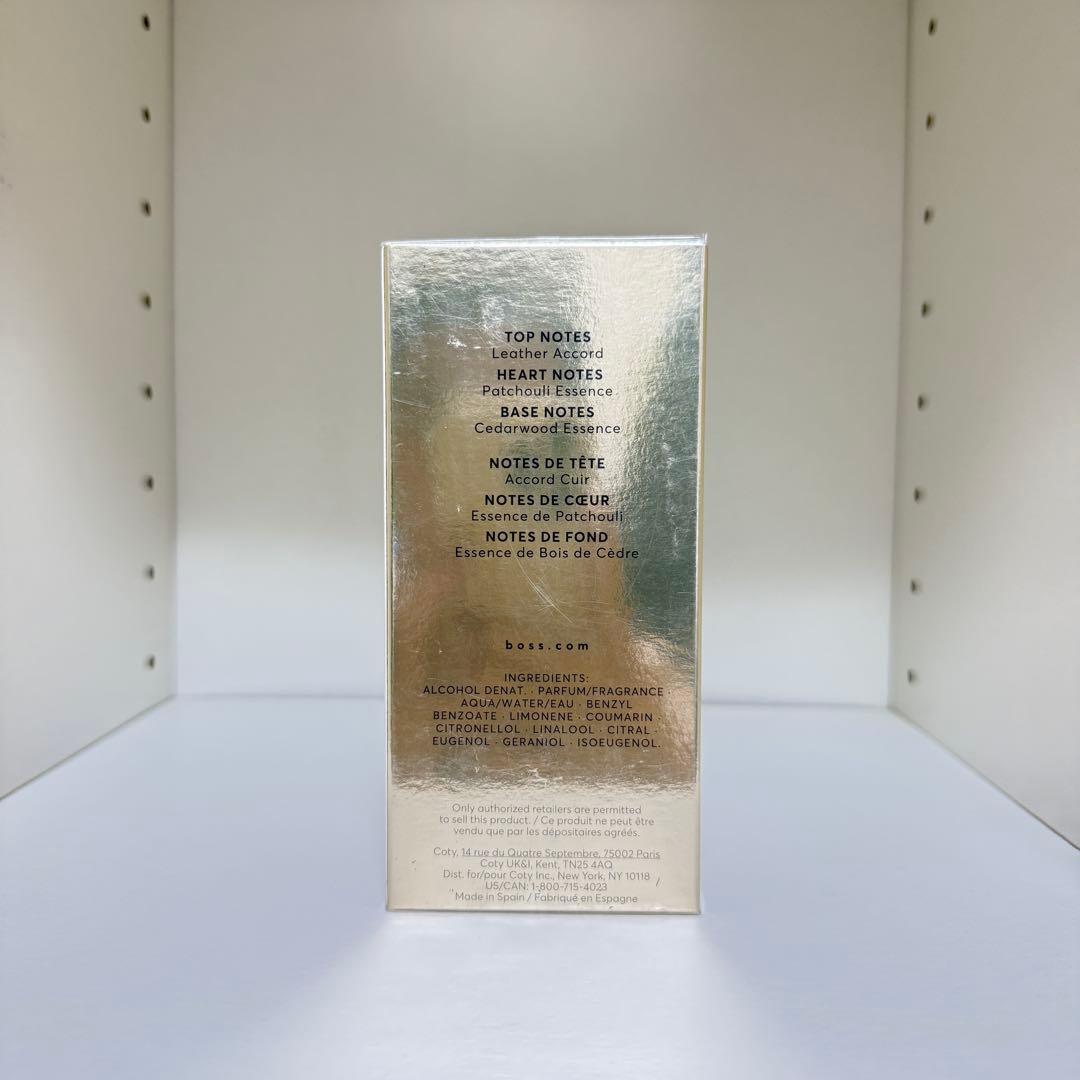 TOP NOTES
Leather Accord
HEART NOTES
Patchouli Essence
BASE NOTES
Cedarwood Essence
NOTES DE TÊTE
Accord Cuir
NOTES DE CŒUR
Essence de Patchouli
NOTES DE FOND
Essence de Bois de Cèdre
boss.com
INGREDIENTS:
ALCOHOL DENAT. · PARFUM/FRAGRANCE ·
AQUA/WATER/EAU · BENZYL
BENZOATE · LIMONENE · COUMARIN ·
CITRONELLOL · LINALOOL · CITRAL ·
EUGENOL · GERANIOL · ISOEUGENOL.
Only authorized retailers are permitted
to sell this product. / Ce produit ne peut être
vendu que par les dépositaires agréés.
Coty, 14 rue du Quatre Septembre, 75002 Paris
Coty UK&I, Kent, TN25 4AQ
Dist. for/pour Coty Inc., New York, NY 10118
US/CAN: 1-800-715-4023
Made in Spain / Fabriqué en Espagne